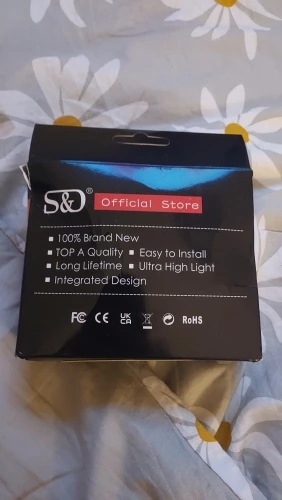 S&D® Official Store
■ 100% Brand New
■ TOP A Quality ■ Easy to Install
■ Long Lifetime ■ Ultra High Light
■ Integrated Design
FC CE UK CA RoHS